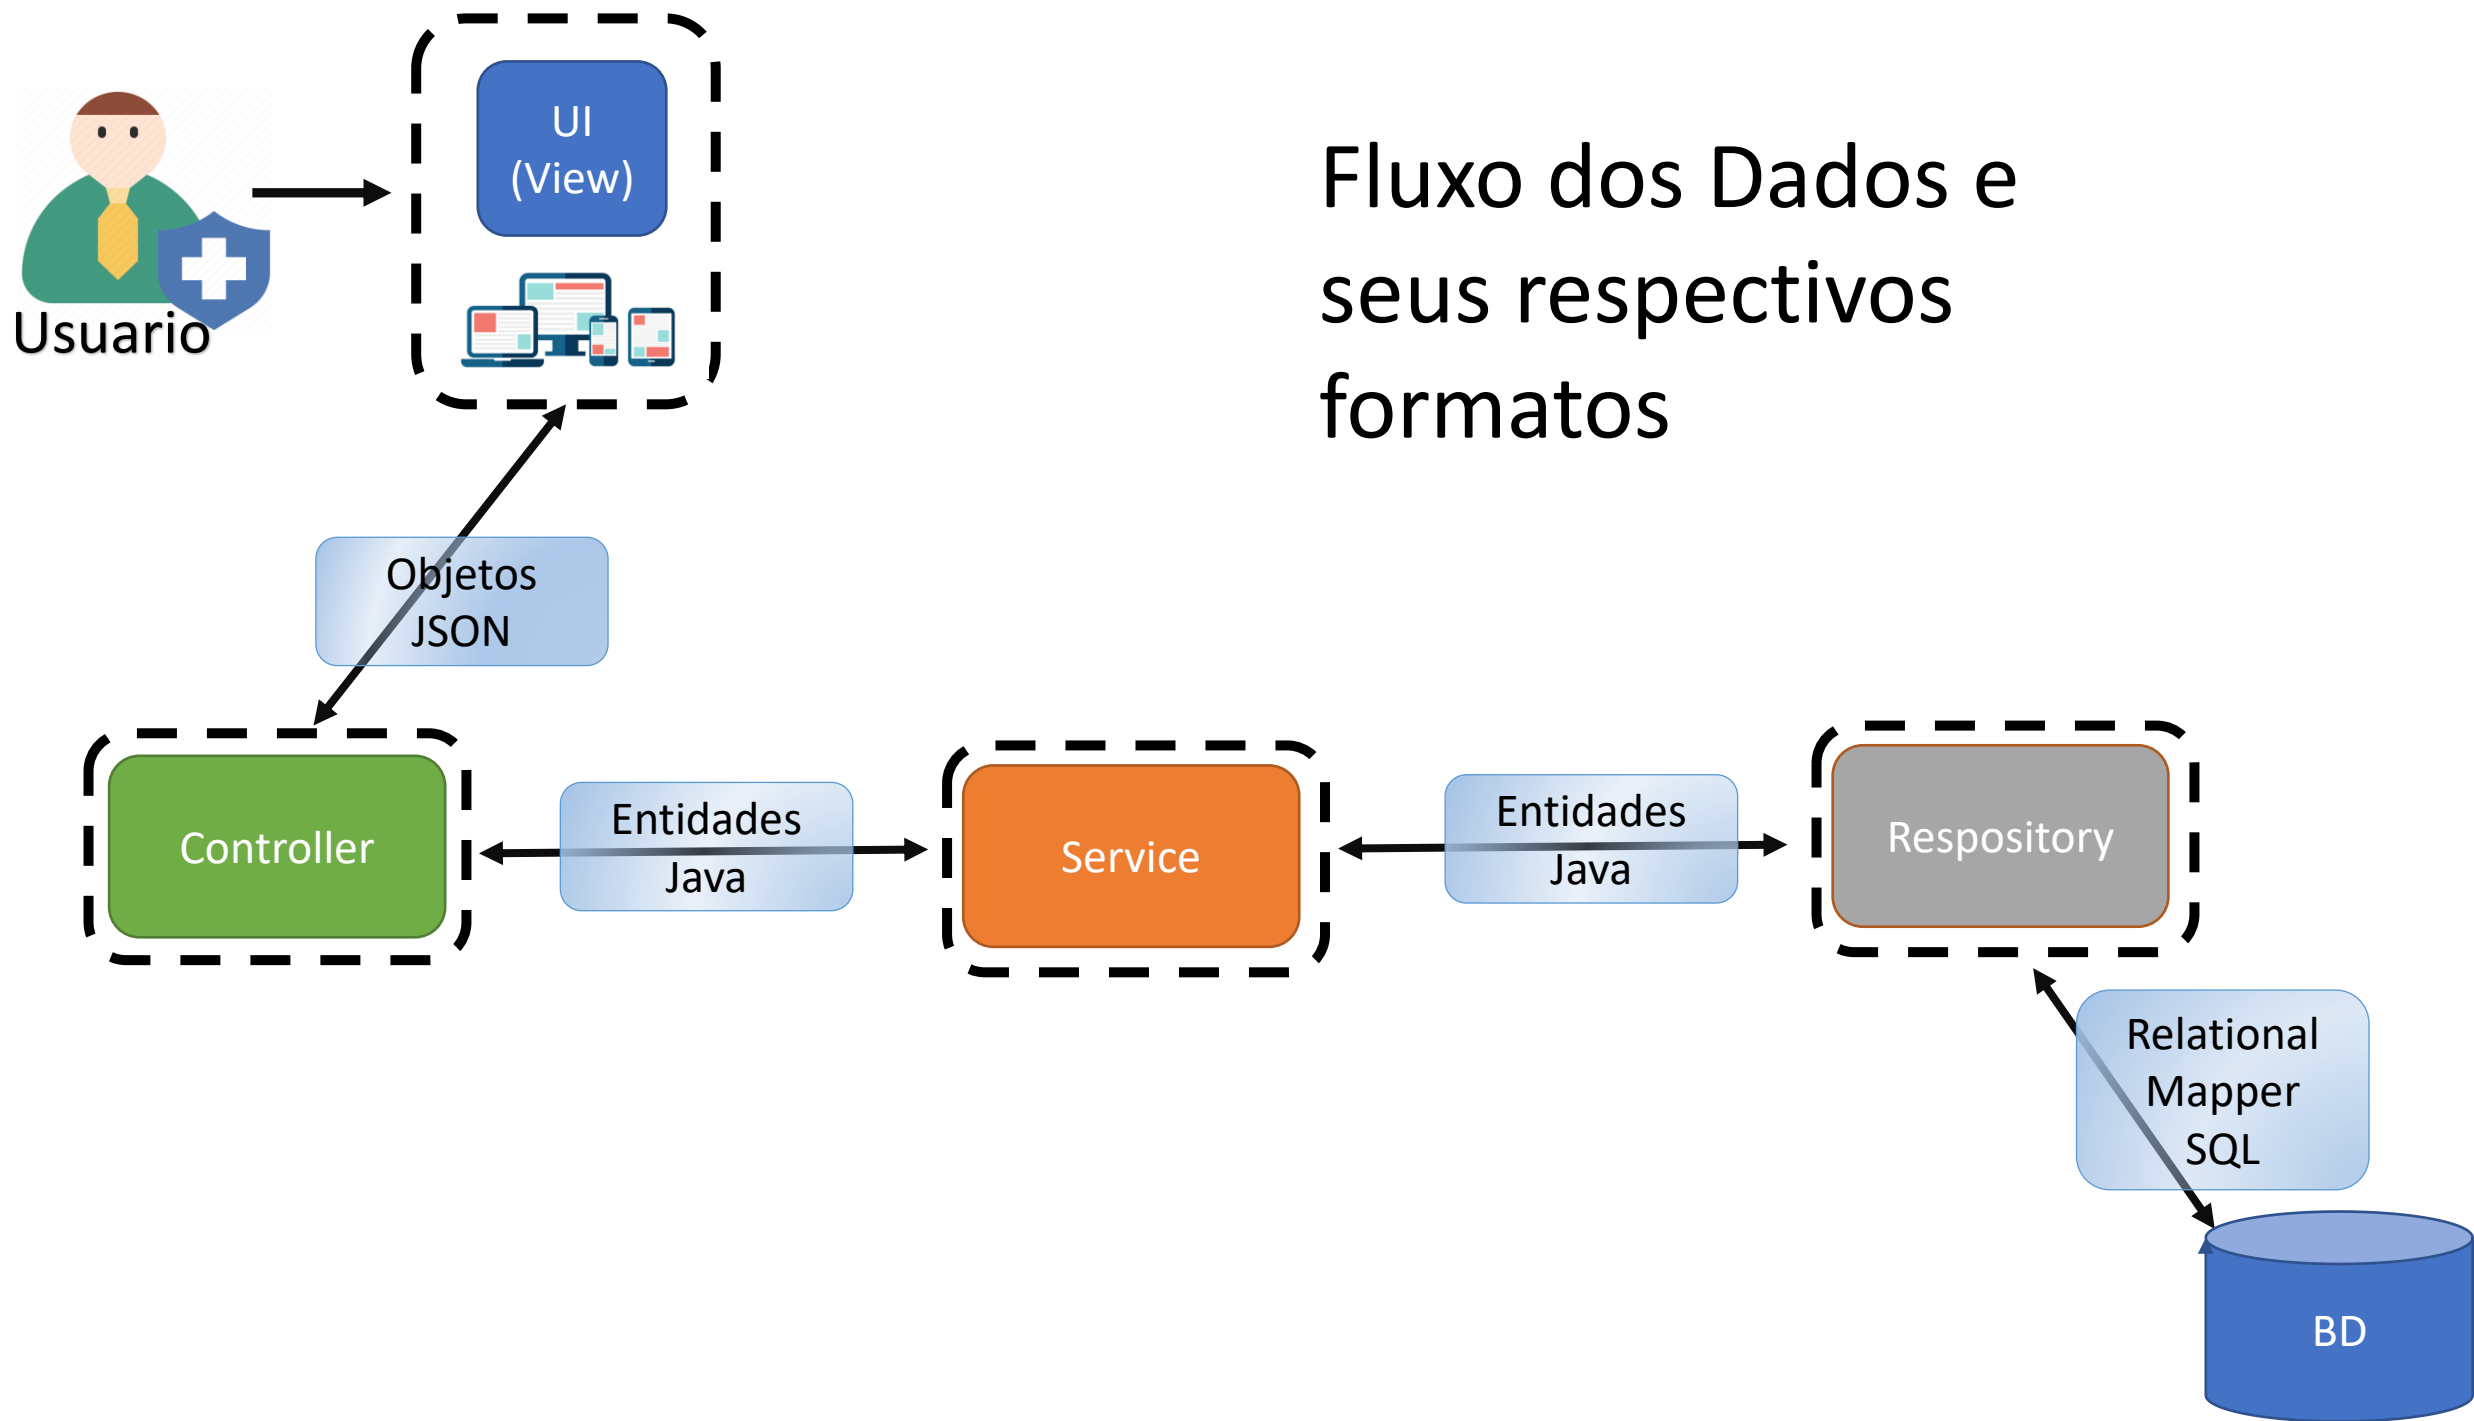 UI
(View)
Usuario
Fluxo dos Dados e
seus respectivos
formatos
Objetos
JSON
Controller
Entidades
Java
Service
Entidades
Java
Respository
Relational
Mapper
SQL
BD